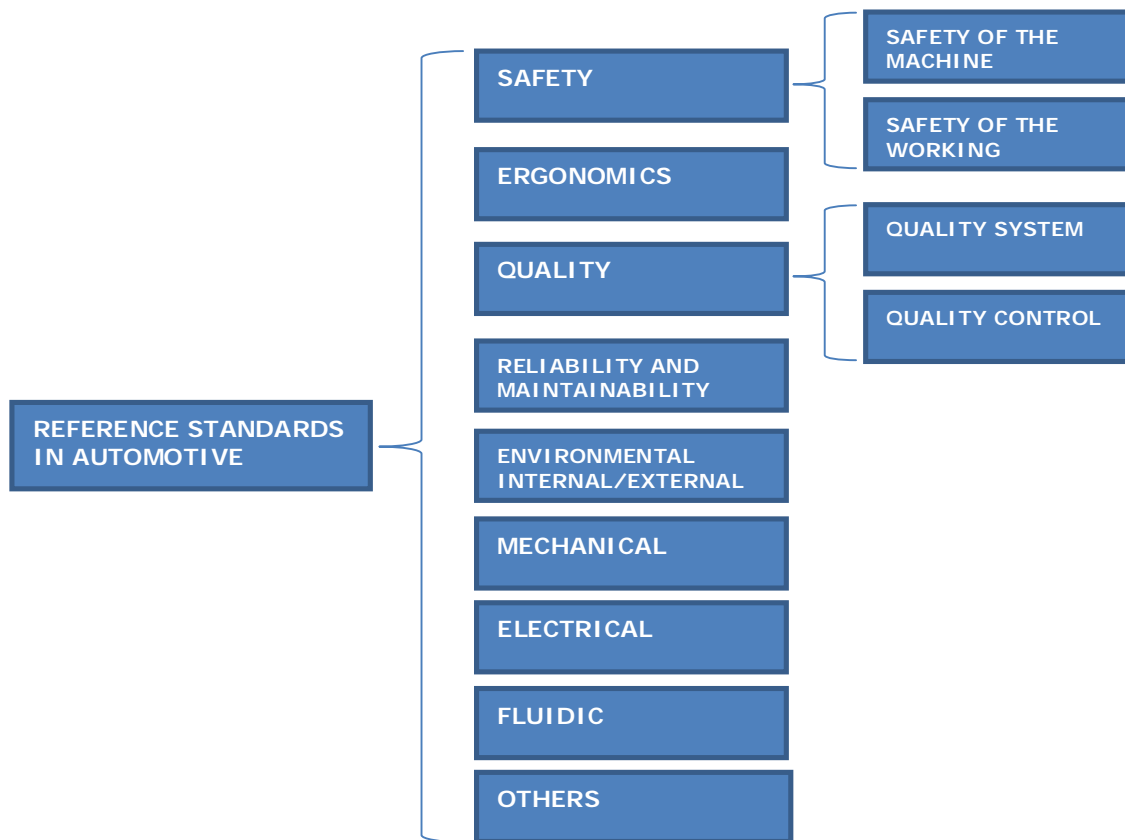 REFERENCE STANDARDS
IN AUTOMOTIVE
SAFETY
SAFETY OF THE
MACHINE
SAFETY OF THE
WORKING
ERGONOMICS
QUALITY
QUALITY SYSTEM
QUALITY CONTROL
RELIABILITY AND
MAINTAINABILITY
ENVIRONMENTAL
INTERNAL/EXTERNAL
MECHANICAL
ELECTRICAL
FLUIDIC
OTHERS